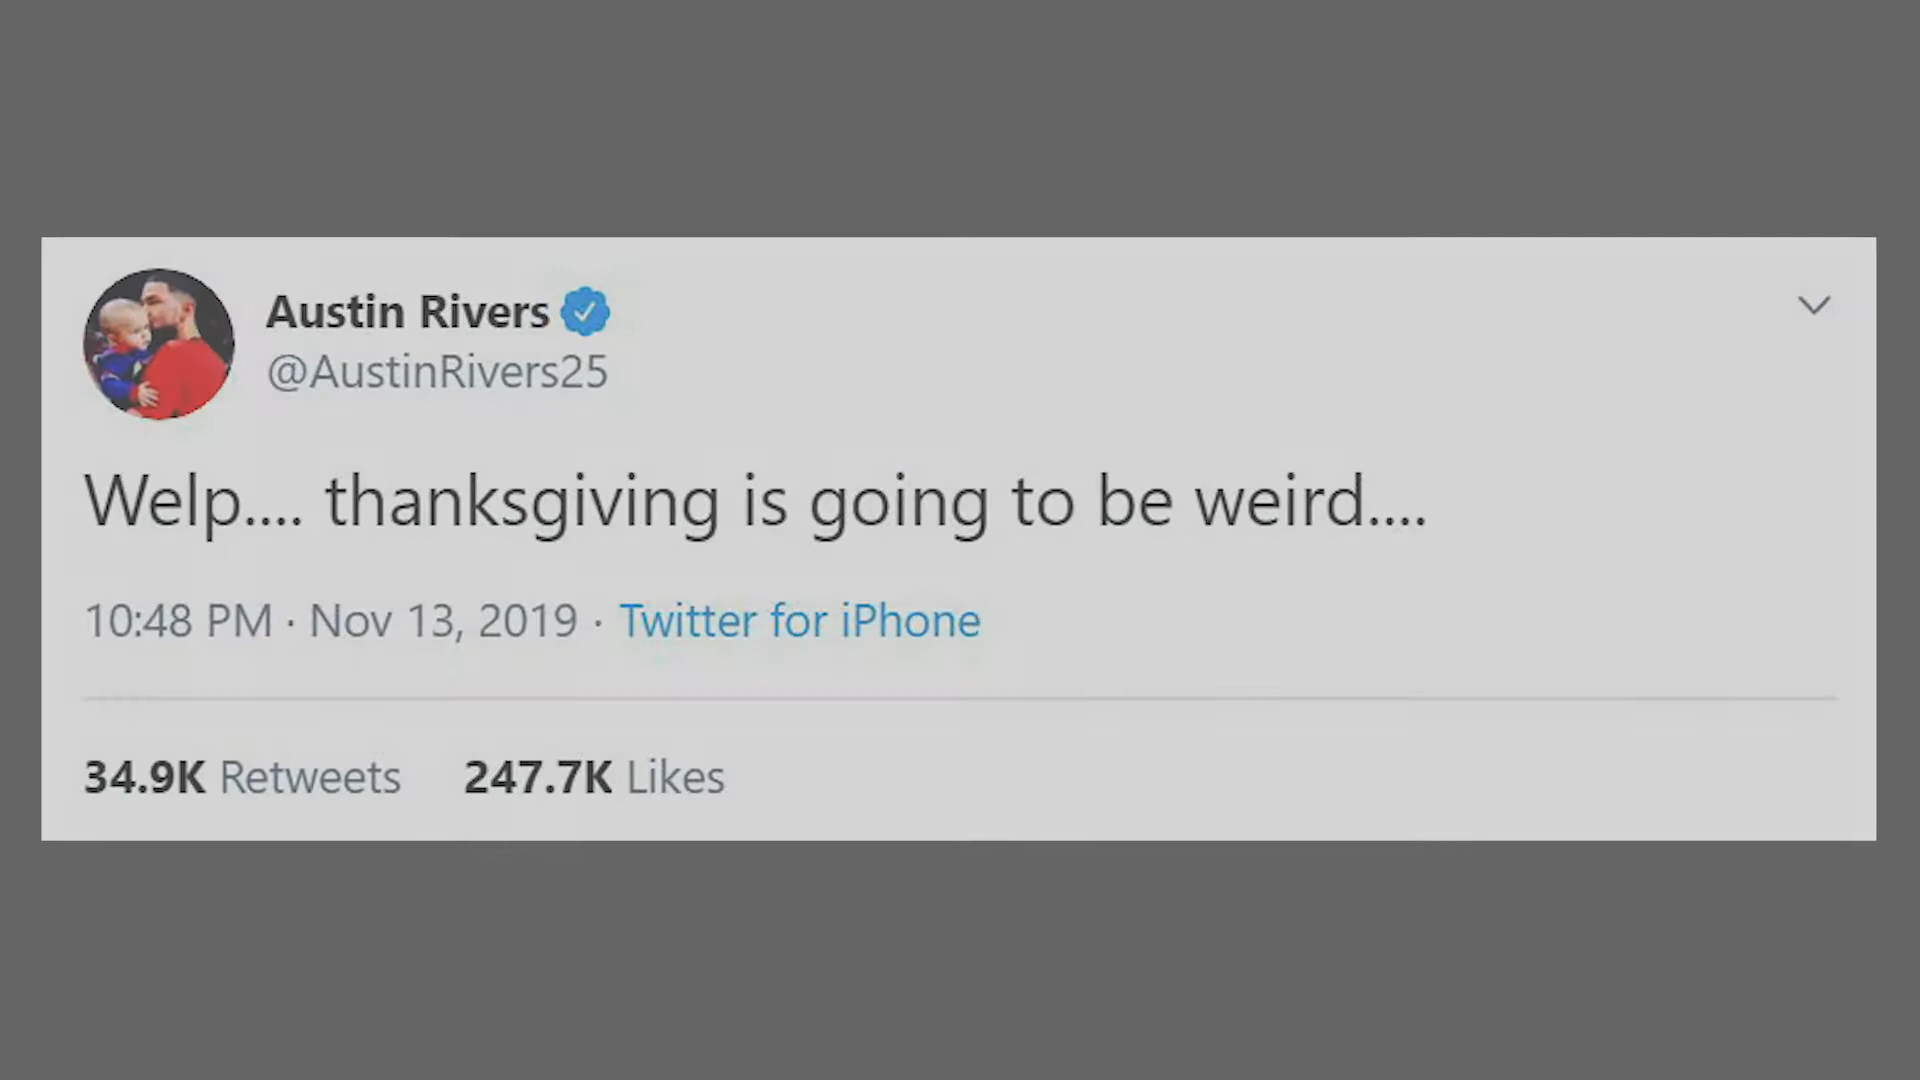 Austin Rivers
@AustinRivers25
Welp.... thanksgiving is going to be weird....
10:48 PM · Nov 13, 2019 · Twitter for iPhone
34.9K Retweets 247.7K Likes